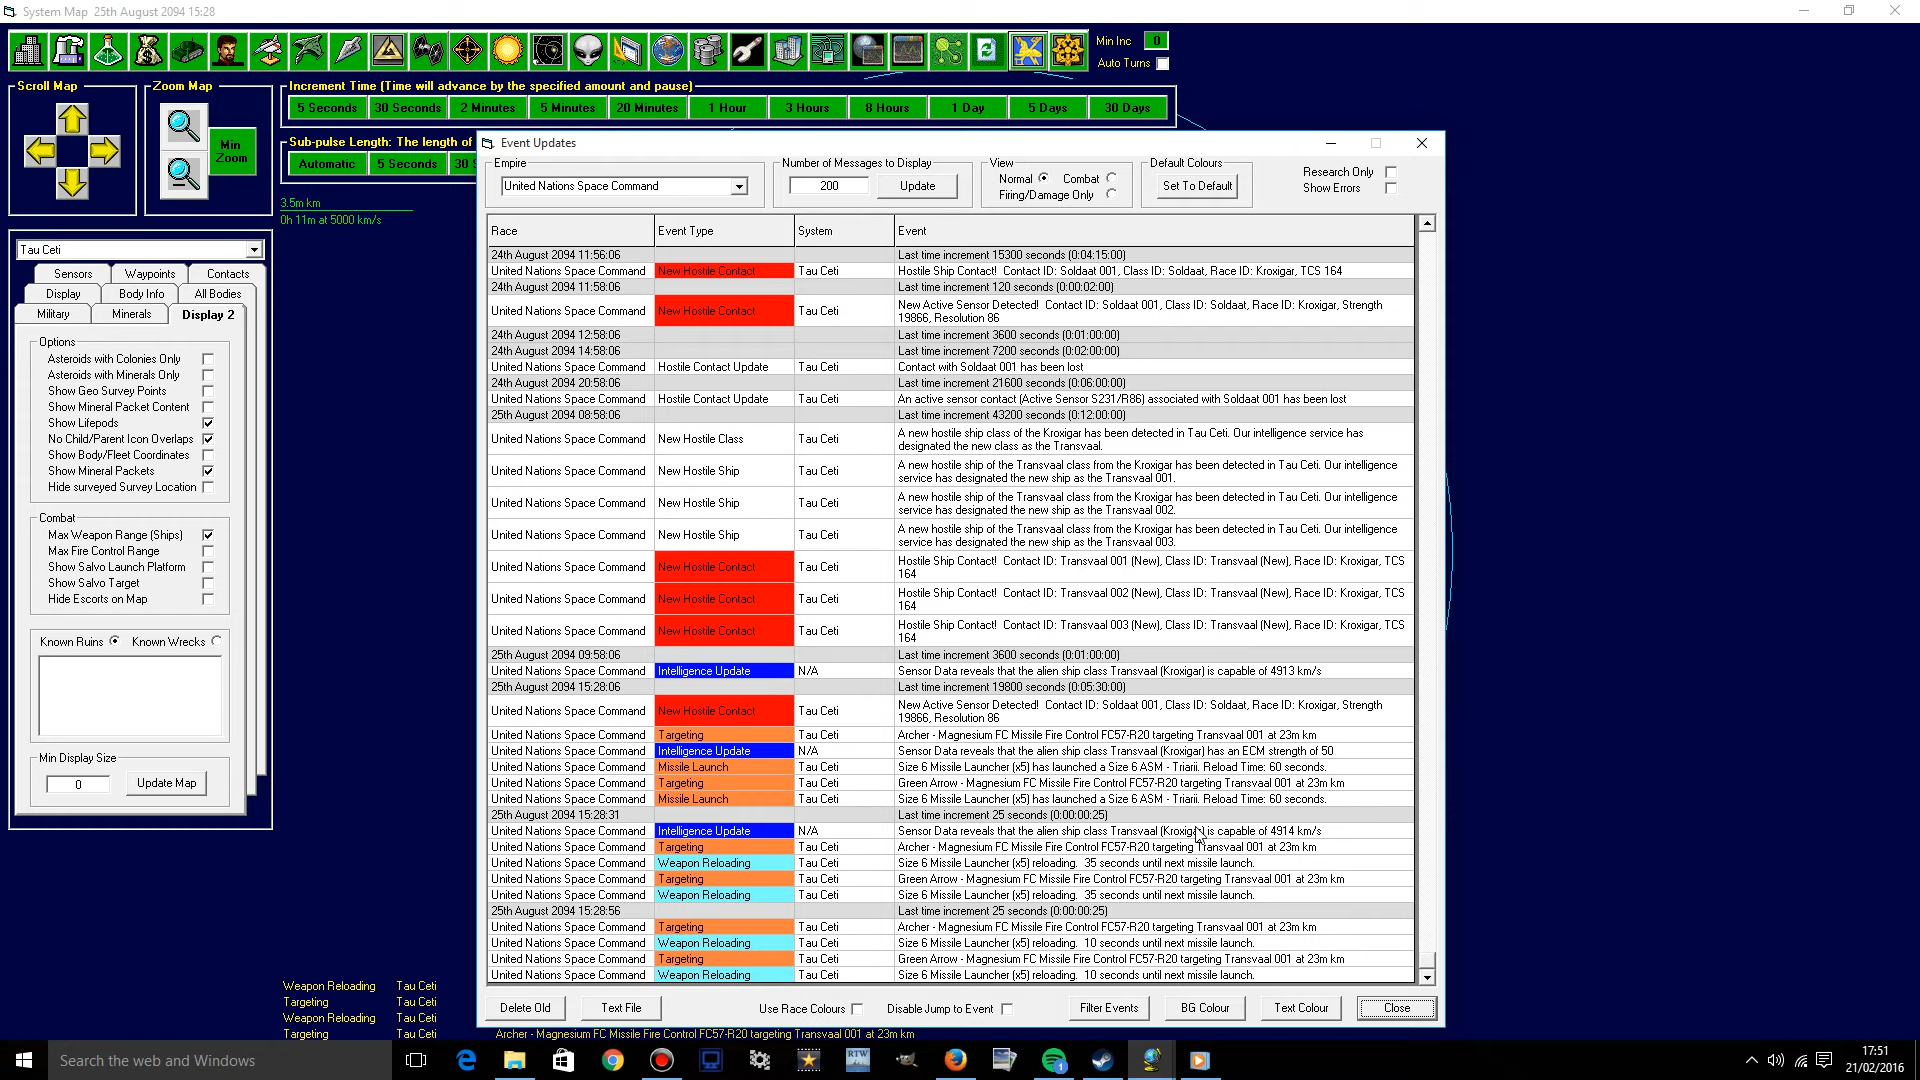 System Map  25th August 2094 15:28
Min Inc 0
Auto Turns
Scroll Map
Zoom Map
Min Zoom
Increment Time (Time will advance by the specified amount and pause)
5 Seconds 30 Seconds 2 Minutes 5 Minutes 20 Minutes 1 Hour 3 Hours 8 Hours 1 Day 5 Days 30 Days
Sub-pulse Length: The length of
Automatic 5 Seconds 30 S
3.5m km
0h 11m at 5000 km/s
Tau Ceti
Sensors Waypoints Contacts
Display Body Info All Bodies
Military Minerals Display 2
Options
Asteroids with Colonies Only
Asteroids with Minerals Only
Show Geo Survey Points
Show Mineral Packet Content
Show Lifepods
No Child/Parent Icon Overlaps
Show Body/Fleet Coordinates
Show Mineral Packets
Hide surveyed Survey Location
Combat
Max Weapon Range (Ships)
Max Fire Control Range
Show Salvo Launch Platform
Show Salvo Target
Hide Escorts on Map
Known Ruins Known Wrecks
Min Display Size
0 Update Map
Event Updates
Empire
United Nations Space Command
Number of Messages to Display
200 Update
View
Normal Combat
Firing/Damage Only
Default Colours
Set To Default
Research Only
Show Errors
Race Event Type System Event
24th August 2094 11:56:06 Last time increment 15300 seconds (0:04:15:00)
United Nations Space Command New Hostile Contact Tau Ceti Hostile Ship Contact!  Contact ID: Soldaat 001, Class ID: Soldaat, Race ID: Kroxigar, TCS 164
24th August 2094 11:58:06 Last time increment 120 seconds (0:00:02:00)
United Nations Space Command New Hostile Contact Tau Ceti New Active Sensor Detected!  Contact ID: Soldaat 001, Class ID: Soldaat, Race ID: Kroxigar, Strength
19866, Resolution 86
24th August 2094 12:58:06 Last time increment 3600 seconds (0:01:00:00)
24th August 2094 14:58:06 Last time increment 7200 seconds (0:02:00:00)
United Nations Space Command Hostile Contact Update Tau Ceti Contact with Soldaat 001 has been lost
24th August 2094 20:58:06 Last time increment 21600 seconds (0:06:00:00)
United Nations Space Command Hostile Contact Update Tau Ceti An active sensor contact (Active Sensor S231/R86) associated with Soldaat 001 has been lost
25th August 2094 08:58:06 Last time increment 43200 seconds (0:12:00:00)
United Nations Space Command New Hostile Class Tau Ceti A new hostile ship class of the Kroxigar has been detected in Tau Ceti. Our intelligence service has
designated the new class as the Transvaal.
United Nations Space Command New Hostile Ship Tau Ceti A new hostile ship of the Transvaal class from the Kroxigar has been detected in Tau Ceti. Our intelligence
service has designated the new ship as the Transvaal 001.
United Nations Space Command New Hostile Ship Tau Ceti A new hostile ship of the Transvaal class from the Kroxigar has been detected in Tau Ceti. Our intelligence
service has designated the new ship as the Transvaal 002.
United Nations Space Command New Hostile Ship Tau Ceti A new hostile ship of the Transvaal class from the Kroxigar has been detected in Tau Ceti. Our intelligence
service has designated the new ship as the Transvaal 003.
United Nations Space Command New Hostile Contact Tau Ceti Hostile Ship Contact!  Contact ID: Transvaal 001 (New), Class ID: Transvaal (New), Race ID: Kroxigar, TCS
164
United Nations Space Command New Hostile Contact Tau Ceti Hostile Ship Contact!  Contact ID: Transvaal 002 (New), Class ID: Transvaal (New), Race ID: Kroxigar, TCS
164
United Nations Space Command New Hostile Contact Tau Ceti Hostile Ship Contact!  Contact ID: Transvaal 003 (New), Class ID: Transvaal (New), Race ID: Kroxigar, TCS
164
25th August 2094 09:58:06 Last time increment 3600 seconds (0:01:00:00)
United Nations Space Command Intelligence Update N/A Sensor Data reveals that the alien ship class Transvaal (Kroxigar) is capable of 4913 km/s
25th August 2094 15:28:06 Last time increment 19800 seconds (0:05:30:00)
United Nations Space Command New Hostile Contact Tau Ceti New Active Sensor Detected!  Contact ID: Soldaat 001, Class ID: Soldaat, Race ID: Kroxigar, Strength
19866, Resolution 86
United Nations Space Command Targeting Tau Ceti Archer - Magnesium FC Missile Fire Control FC57-R20 targeting Transvaal 001 at 23m km
United Nations Space Command Intelligence Update N/A Sensor Data reveals that the alien ship class Transvaal (Kroxigar) has an ECM strength of 50
United Nations Space Command Missile Launch Tau Ceti Size 6 Missile Launcher (x5) has launched a Size 6 ASM - Triarii. Reload Time: 60 seconds.
United Nations Space Command Targeting Tau Ceti Green Arrow - Magnesium FC Missile Fire Control FC57-R20 targeting Transvaal 001 at 23m km
United Nations Space Command Missile Launch Tau Ceti Size 6 Missile Launcher (x5) has launched a Size 6 ASM - Triarii. Reload Time: 60 seconds.
25th August 2094 15:28:31 Last time increment 25 seconds (0:00:00:25)
United Nations Space Command Intelligence Update N/A Sensor Data reveals that the alien ship class Transvaal (Kroxigar) is capable of 4914 km/s
United Nations Space Command Targeting Tau Ceti Archer - Magnesium FC Missile Fire Control FC57-R20 targeting Transvaal 001 at 23m km
United Nations Space Command Weapon Reloading Tau Ceti Size 6 Missile Launcher (x5) reloading.  35 seconds until next missile launch.
United Nations Space Command Targeting Tau Ceti Green Arrow - Magnesium FC Missile Fire Control FC57-R20 targeting Transvaal 001 at 23m km
United Nations Space Command Weapon Reloading Tau Ceti Size 6 Missile Launcher (x5) reloading.  35 seconds until next missile launch.
25th August 2094 15:28:56 Last time increment 25 seconds (0:00:00:25)
United Nations Space Command Targeting Tau Ceti Archer - Magnesium FC Missile Fire Control FC57-R20 targeting Transvaal 001 at 23m km
United Nations Space Command Weapon Reloading Tau Ceti Size 6 Missile Launcher (x5) reloading.  10 seconds until next missile launch.
United Nations Space Command Targeting Tau Ceti Green Arrow - Magnesium FC Missile Fire Control FC57-R20 targeting Transvaal 001 at 23m km
United Nations Space Command Weapon Reloading Tau Ceti Size 6 Missile Launcher (x5) reloading.  10 seconds until next missile launch.
Delete Old Text File Use Race Colours Disable Jump to Event Filter Events BG Colour Text Colour Close
Weapon Reloading Tau Ceti
Targeting Tau Ceti
Weapon Reloading Tau Ceti
Targeting Tau Ceti Archer - Magnesium FC Missile Fire Control FC57-R20 targeting Transvaal 001 at 23m km
Search the web and Windows
RTW
1
17:51
21/02/2016